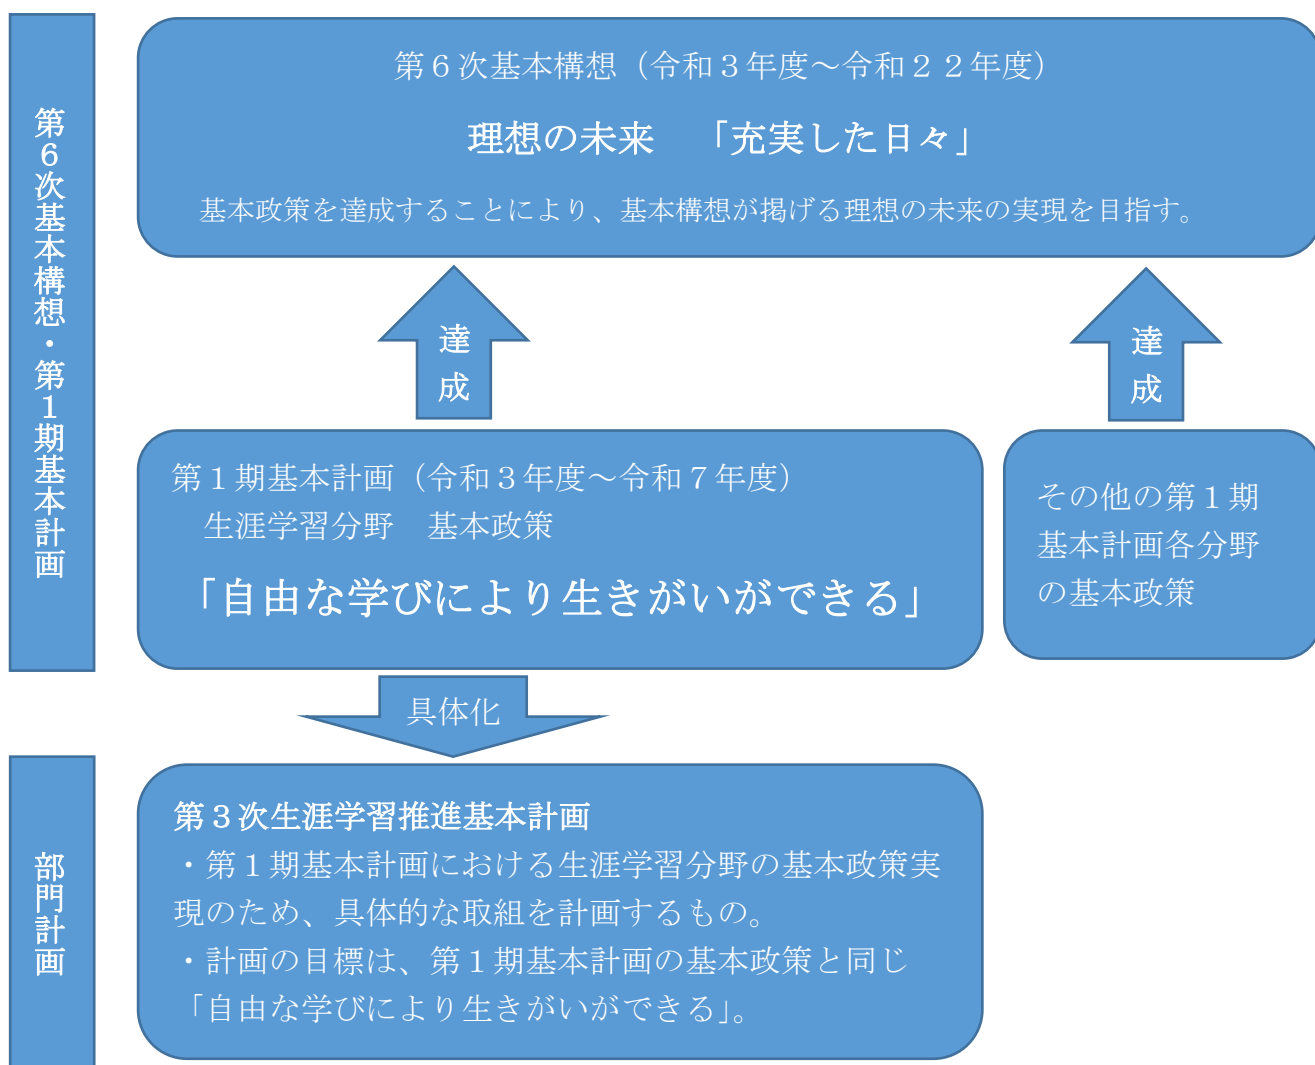 第６次基本構想・第１期基本計画
第６次基本構想（令和３年度～令和２２年度）
理想の未来　「充実した日々」
基本政策を達成することにより、基本構想が掲げる理想の未来の実現を目指す。
達成
達成
第１期基本計画（令和３年度～令和７年度）
生涯学習分野　基本政策
「自由な学びにより生きがいができる」
その他の第１期
基本計画各分野
の基本政策
具体化
部門計画
第３次生涯学習推進基本計画
・第１期基本計画における生涯学習分野の基本政策実
現のため、具体的な取組を計画するもの。
・計画の目標は、第１期基本計画の基本政策と同じ
「自由な学びにより生きがいができる」。